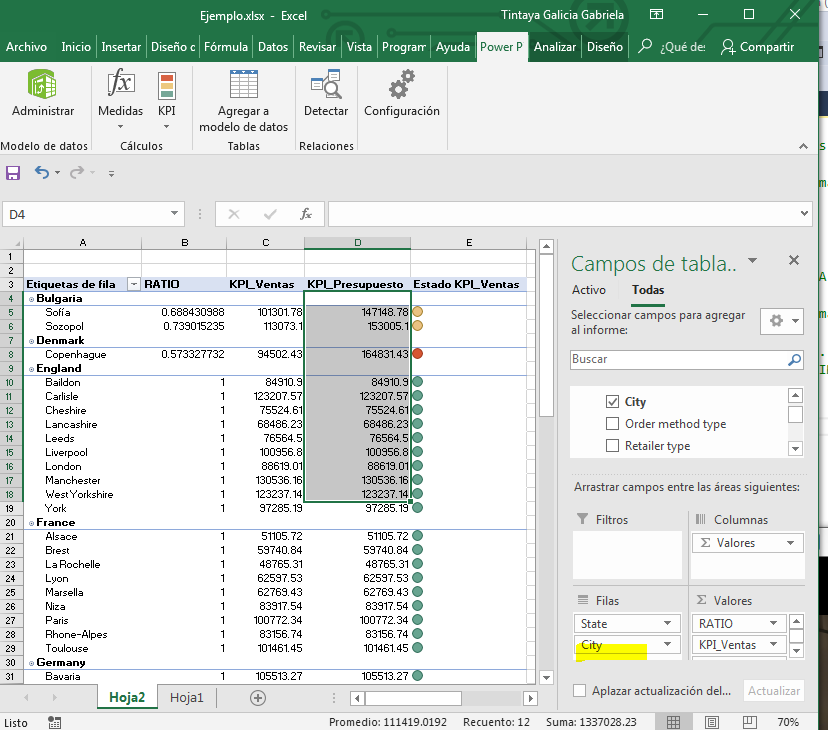 Ejemplo.xlsx - Excel
Tintaya Galicia Gabriela
Archivo Inicio Insertar Diseño c Fórmula Datos Revisar Vista Program Ayuda Power P Analizar Diseño ¿Qué de: Compartir
Administrar
Medidas
KPI
Agregar a
modelo de datos
Detectar
Configuración
Modelo de datos Cálculos Tablas Relaciones
D4
fx
A B C D E
1
2
3 Etiquetas de fila RATIO KPI_Ventas KPI_Presupuesto Estado KPI_Ventas
4 Bulgaria
5 Sofía 0.688430988 101301.78 147148.78
6 Sozopol 0.739015235 113073.1 153005.1
7 Denmark
8 Copenhague 0.573327732 94502.43 164831.43
9 England
10 Baildon 1 84910.9 84910.9
11 Carlisle 1 123207.57 123207.57
12 Cheshire 1 75524.61 75524.61
13 Lancashire 1 68486.23 68486.23
14 Leeds 1 76564.5 76564.5
15 Liverpool 1 100956.8 100956.8
16 London 1 88619.01 88619.01
17 Manchester 1 130536.16 130536.16
18 West Yorkshire 1 123237.14 123237.14
19 York 1 97285.19 97285.19
20 France
21 Alsace 1 51105.72 51105.72
22 Brest 1 59740.84 59740.84
23 La Rochelle 1 48765.31 48765.31
24 Lyon 1 62597.53 62597.53
25 Marsella 1 62769.43 62769.43
26 Niza 1 83917.54 83917.54
27 Paris 1 100772.34 100772.34
28 Rhone-Alpes 1 83156.74 83156.74
29 Toulouse 1 101461.45 101461.45
30 Germany
31 Bavaria 1 105513.27 105513.27
Campos de tabla..
Activo Todas
Seleccionar campos para agregar
al informe:
Buscar
City
Order method type
Retailer type
Arrastrar campos entre las áreas siguientes:
Filtros
Columnas
Σ Valores
Filas
Σ Valores
State
RATIO
City
KPI_Ventas
Aplazar actualización del...
Actualizar
Hoja2 Hoja1
Listo
Promedio: 111419.0192 Recuento: 12 Suma: 1337028.23
70%